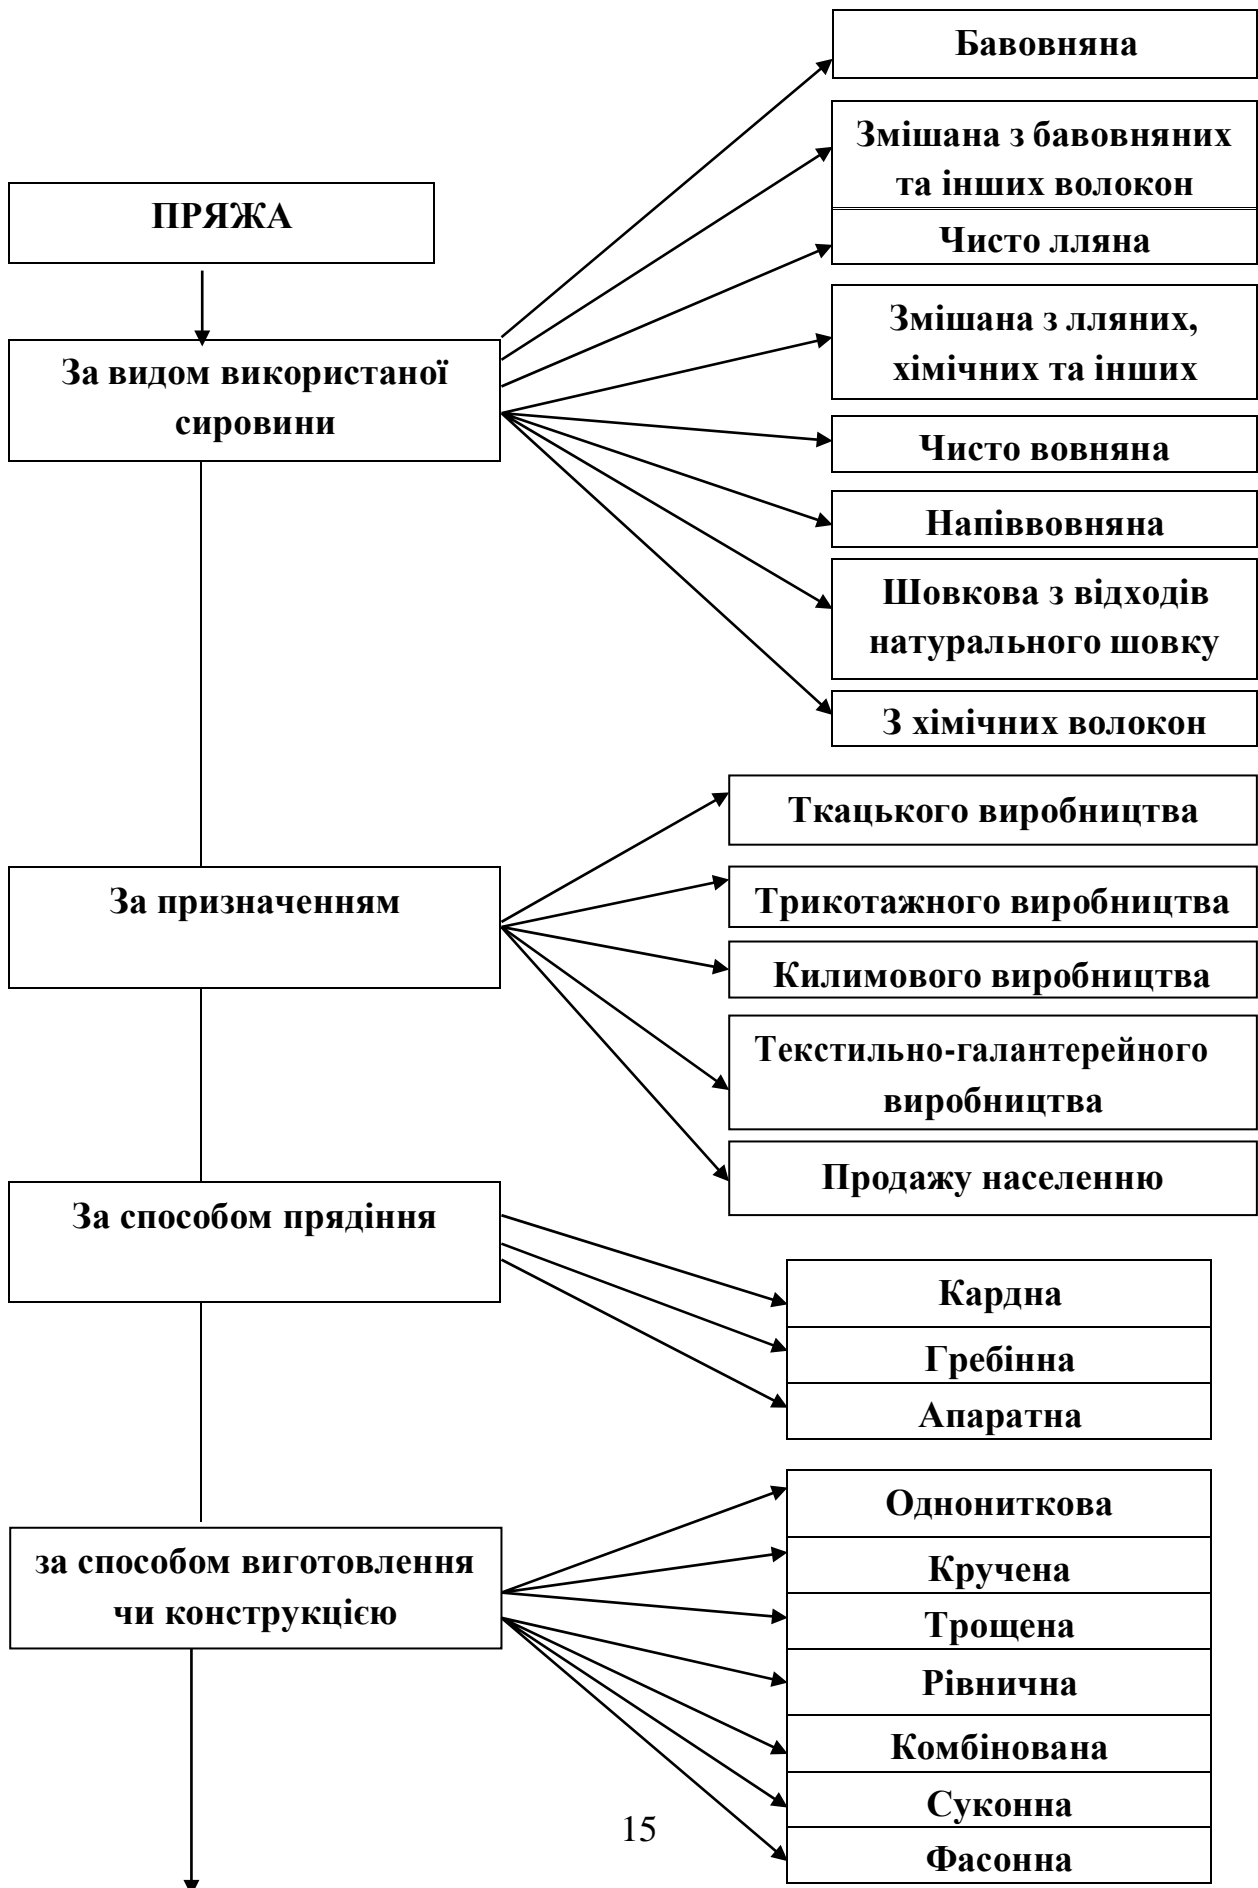 ПРЯЖА
За видом використаної
сировини
Бавовняна
Змішана з бавовняних
та інших волокон
Чисто лляна
Змішана з лляних,
хімічних та інших
Чисто вовняна
Напіввовняна
Шовкова з відходів
натурального шовку
З хімічних волокон
За призначенням
Ткацького виробництва
Трикотажного виробництва
Килимового виробництва
Текстильно-галантерейного
виробництва
Продажу населенню
За способом прядіння
Кардна
Гребінна
Апаратна
за способом виготовлення
чи конструкцією
Однониткова
Кручена
Трощена
Рівнична
Комбінована
Суконна
Фасонна
15